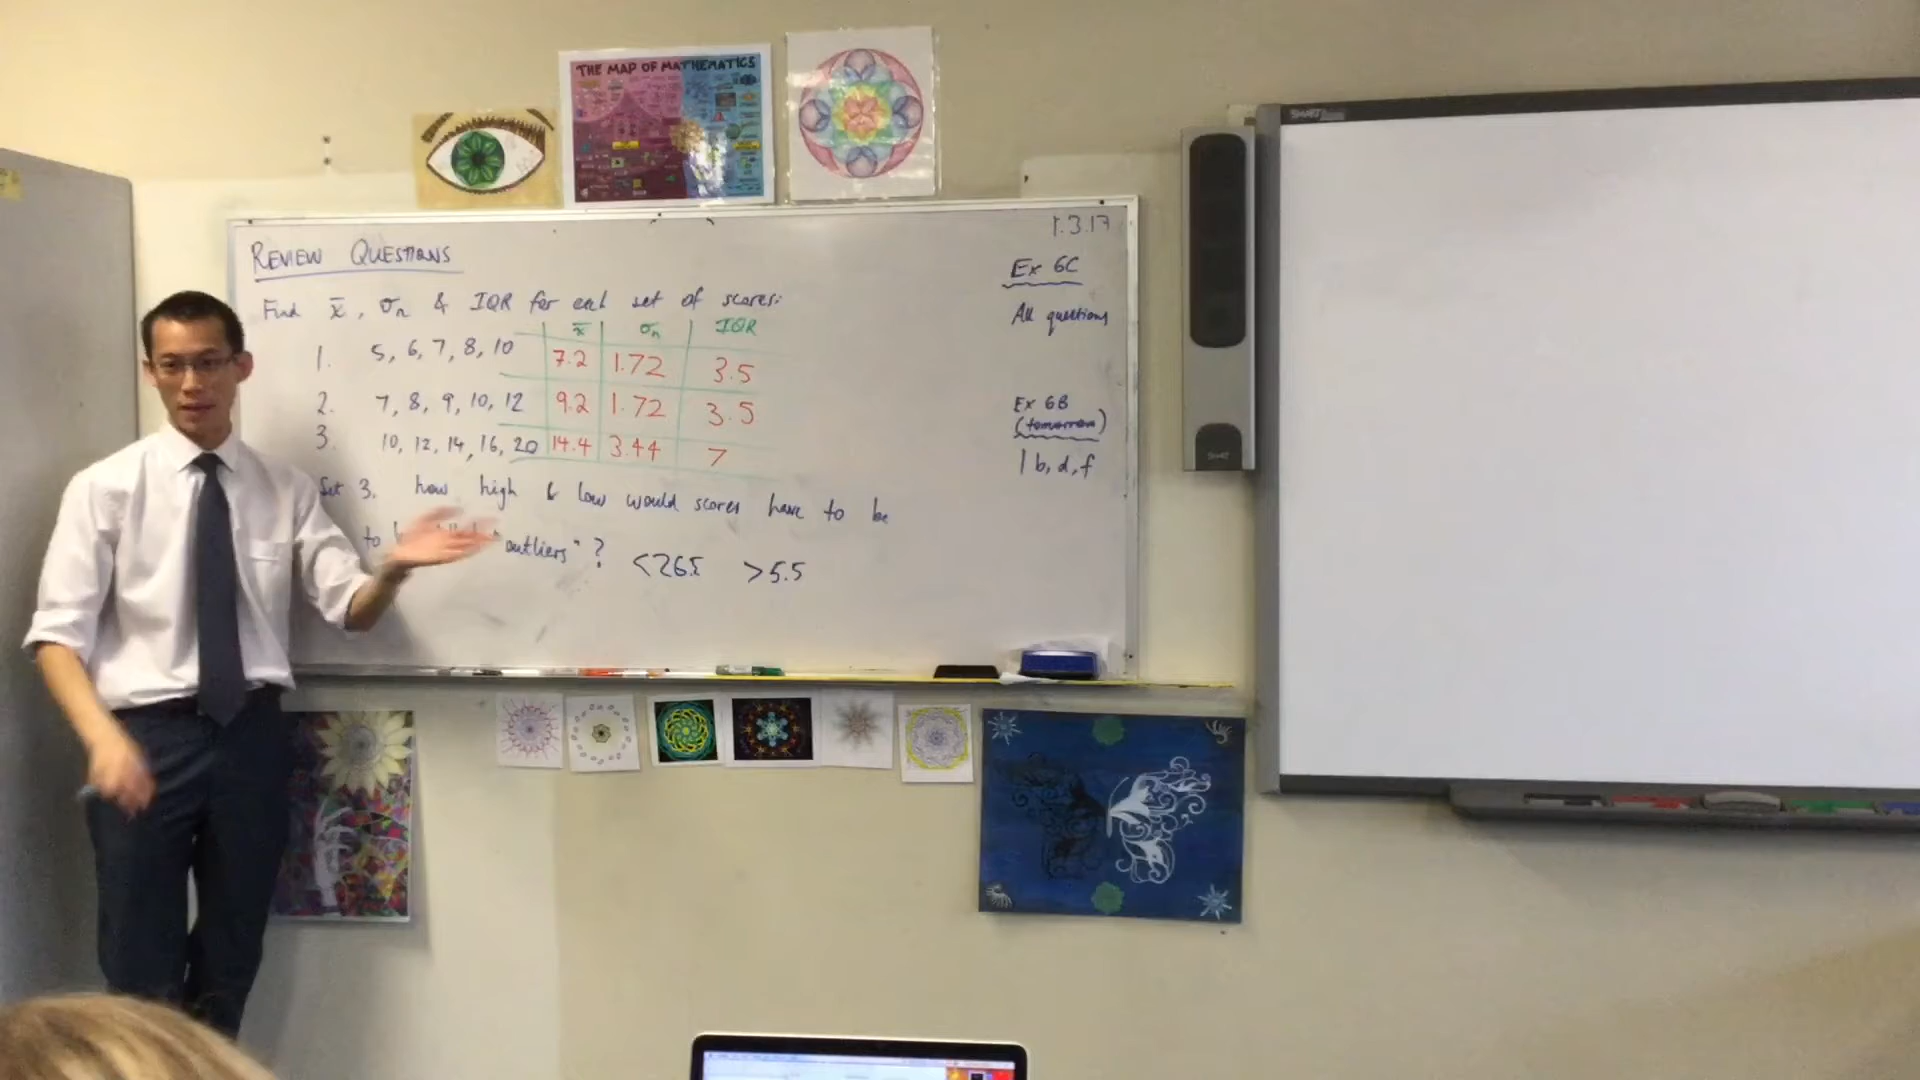 THE MAP OF MATHEMATICS
SMART
1.3.17
REVIEW QUESTIONS
Find x̄, σn & IQR for each set of scores:
x̄ σn IQR
1. 5, 6, 7, 8, 10 7.2 1.72 3.5
2. 7, 8, 9, 10, 12 9.2 1.72 3.5
3. 10, 12, 14, 16, 20 14.4 3.44 7
Set 3. how high & low would scores have to be
to "outliers"? <26.5 >5.5
Ex 6C
All questions
Ex 6B
(tomorrow)
1 b, d, f
SMART